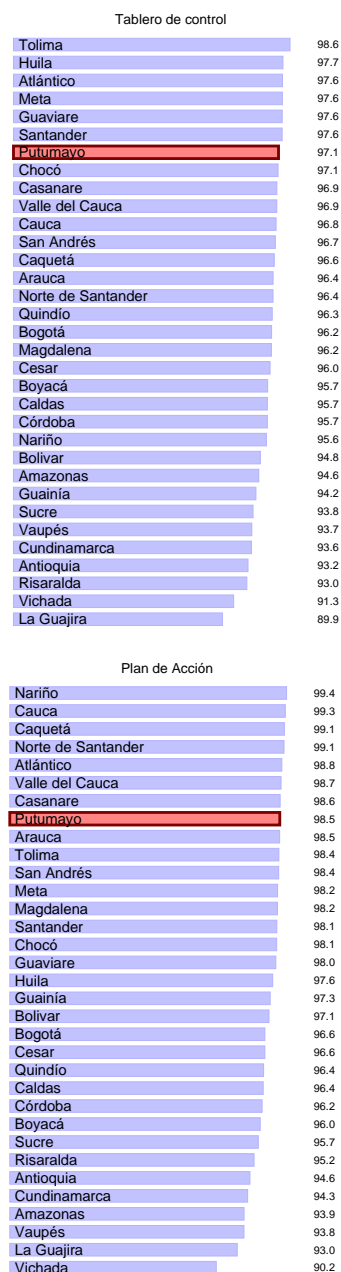 Tablero de control
Tolima 98.6
Huila 97.7
Atlántico 97.6
Meta 97.6
Guaviare 97.6
Santander 97.6
Putumayo 97.1
Chocó 97.1
Casanare 96.9
Valle del Cauca 96.9
Cauca 96.8
San Andrés 96.7
Caquetá 96.6
Arauca 96.4
Norte de Santander 96.4
Quindío 96.3
Bogotá 96.2
Magdalena 96.2
Cesar 96.0
Boyacá 95.7
Caldas 95.7
Córdoba 95.7
Nariño 95.6
Bolivar 94.8
Amazonas 94.6
Guainía 94.2
Sucre 93.8
Vaupés 93.7
Cundinamarca 93.6
Antioquia 93.2
Risaralda 93.0
Vichada 91.3
La Guajira 89.9
Plan de Acción
Nariño 99.4
Cauca 99.3
Caquetá 99.1
Norte de Santander 99.1
Atlántico 98.8
Valle del Cauca 98.7
Casanare 98.6
Putumayo 98.5
Arauca 98.5
Tolima 98.4
San Andrés 98.4
Meta 98.2
Magdalena 98.2
Santander 98.1
Chocó 98.1
Guaviare 98.0
Huila 97.6
Guainía 97.3
Bolivar 97.1
Bogotá 96.6
Cesar 96.6
Quindío 96.4
Caldas 96.4
Córdoba 96.2
Boyacá 96.0
Sucre 95.7
Risaralda 95.2
Antioquia 94.6
Cundinamarca 94.3
Amazonas 93.9
Vaupés 93.8
La Guajira 93.0
Vichada 90.2